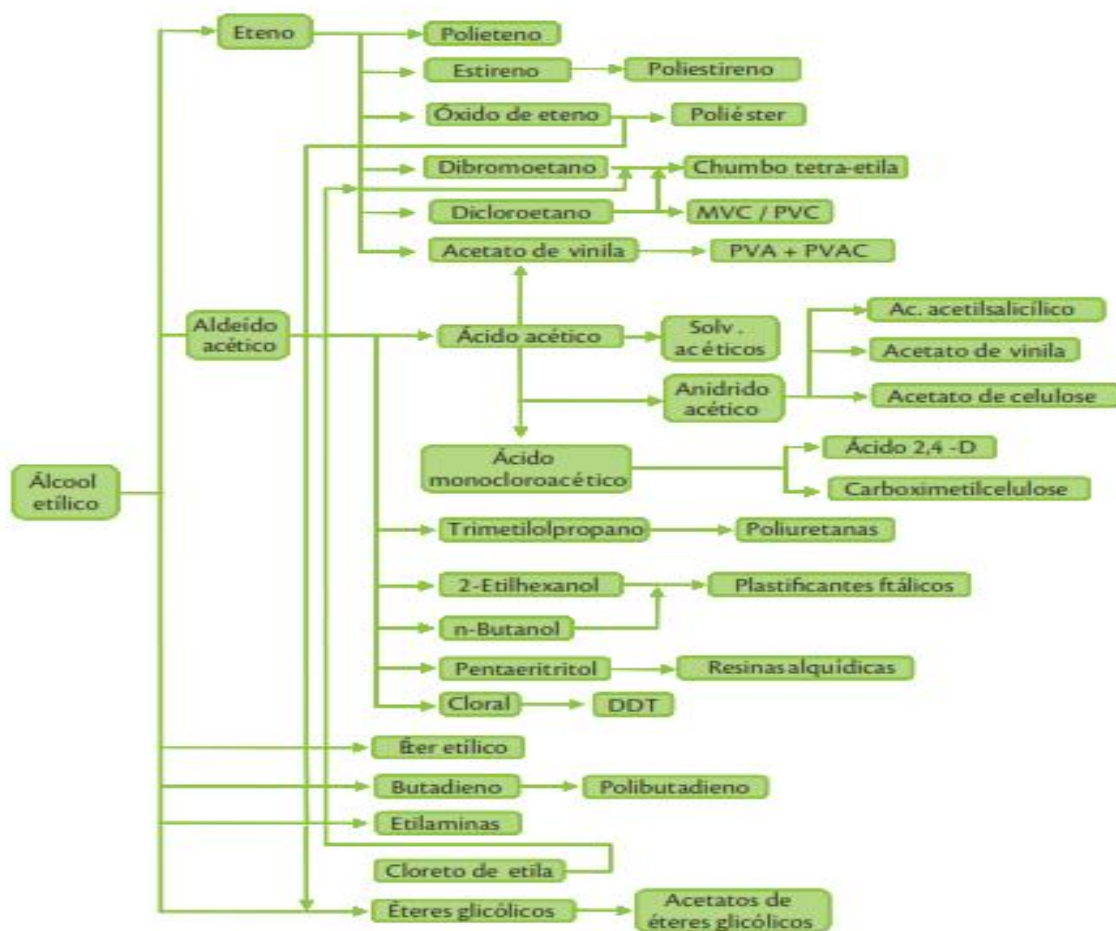 Eteno
Polieteno
Estireno
Poliestireno
Óxido de eteno
Poliéster
Dibromoetano
Chumbo tetra-etila
Dicloroetano
MVC / PVC
Acetato de vinila
PVA + PVAC
Aldeído
acético
Ácido acético
Solv.
acéticos
Anidrido
acético
Ac. acetilsalicílico
Acetato de vinila
Acetato de celulose
Álcool
etílico
Ácido
monocloroacético
Ácido 2,4 -D
Carboximetilcelulose
Trimetilolpropano
Poliuretanas
2-Etilhexanol
Plastificantes ftálicos
n-Butanol
Pentaeritritol
Resinas alquídicas
Cloral
DDT
Éter etílico
Butadieno
Polibutadieno
Etilaminas
Cloreto de etila
Éteres glicólicos
Acetatos de
éteres glicólicos